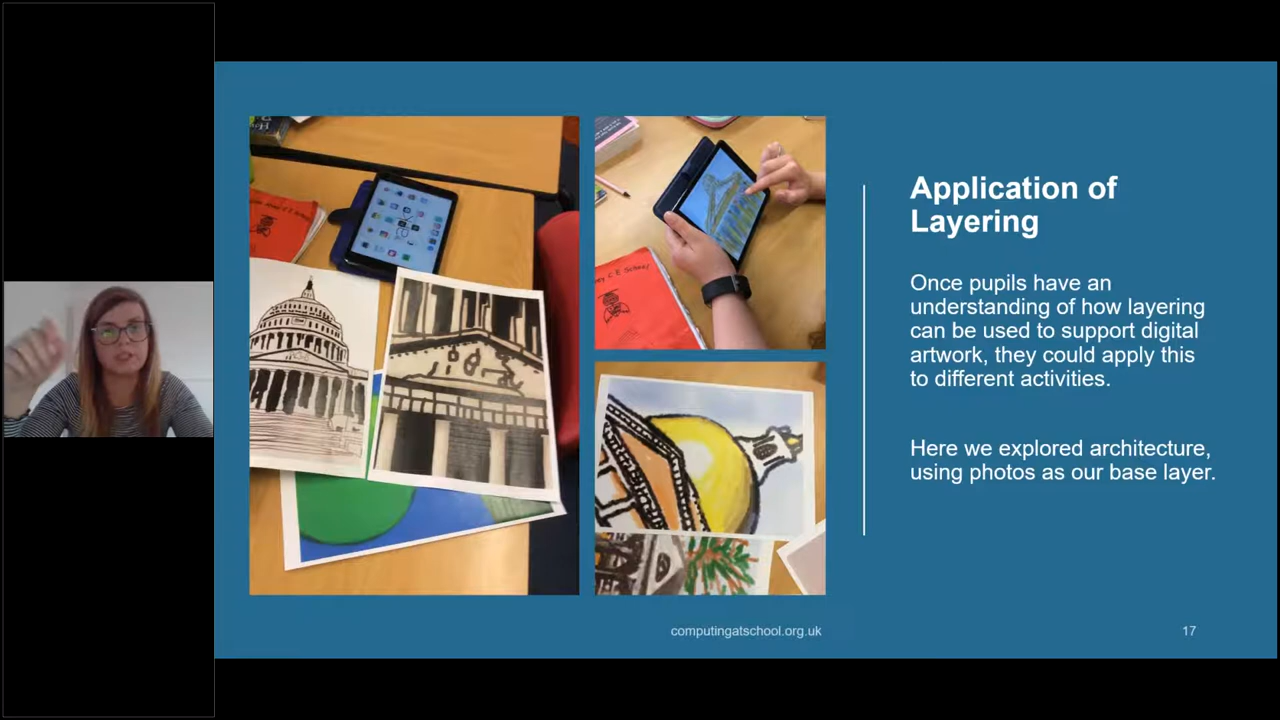 Application of
Layering
Once pupils have an
understanding of how layering
can be used to support digital
artwork, they could apply this
to different activities.
Here we explored architecture,
using photos as our base layer.
computingatschool.org.uk
17